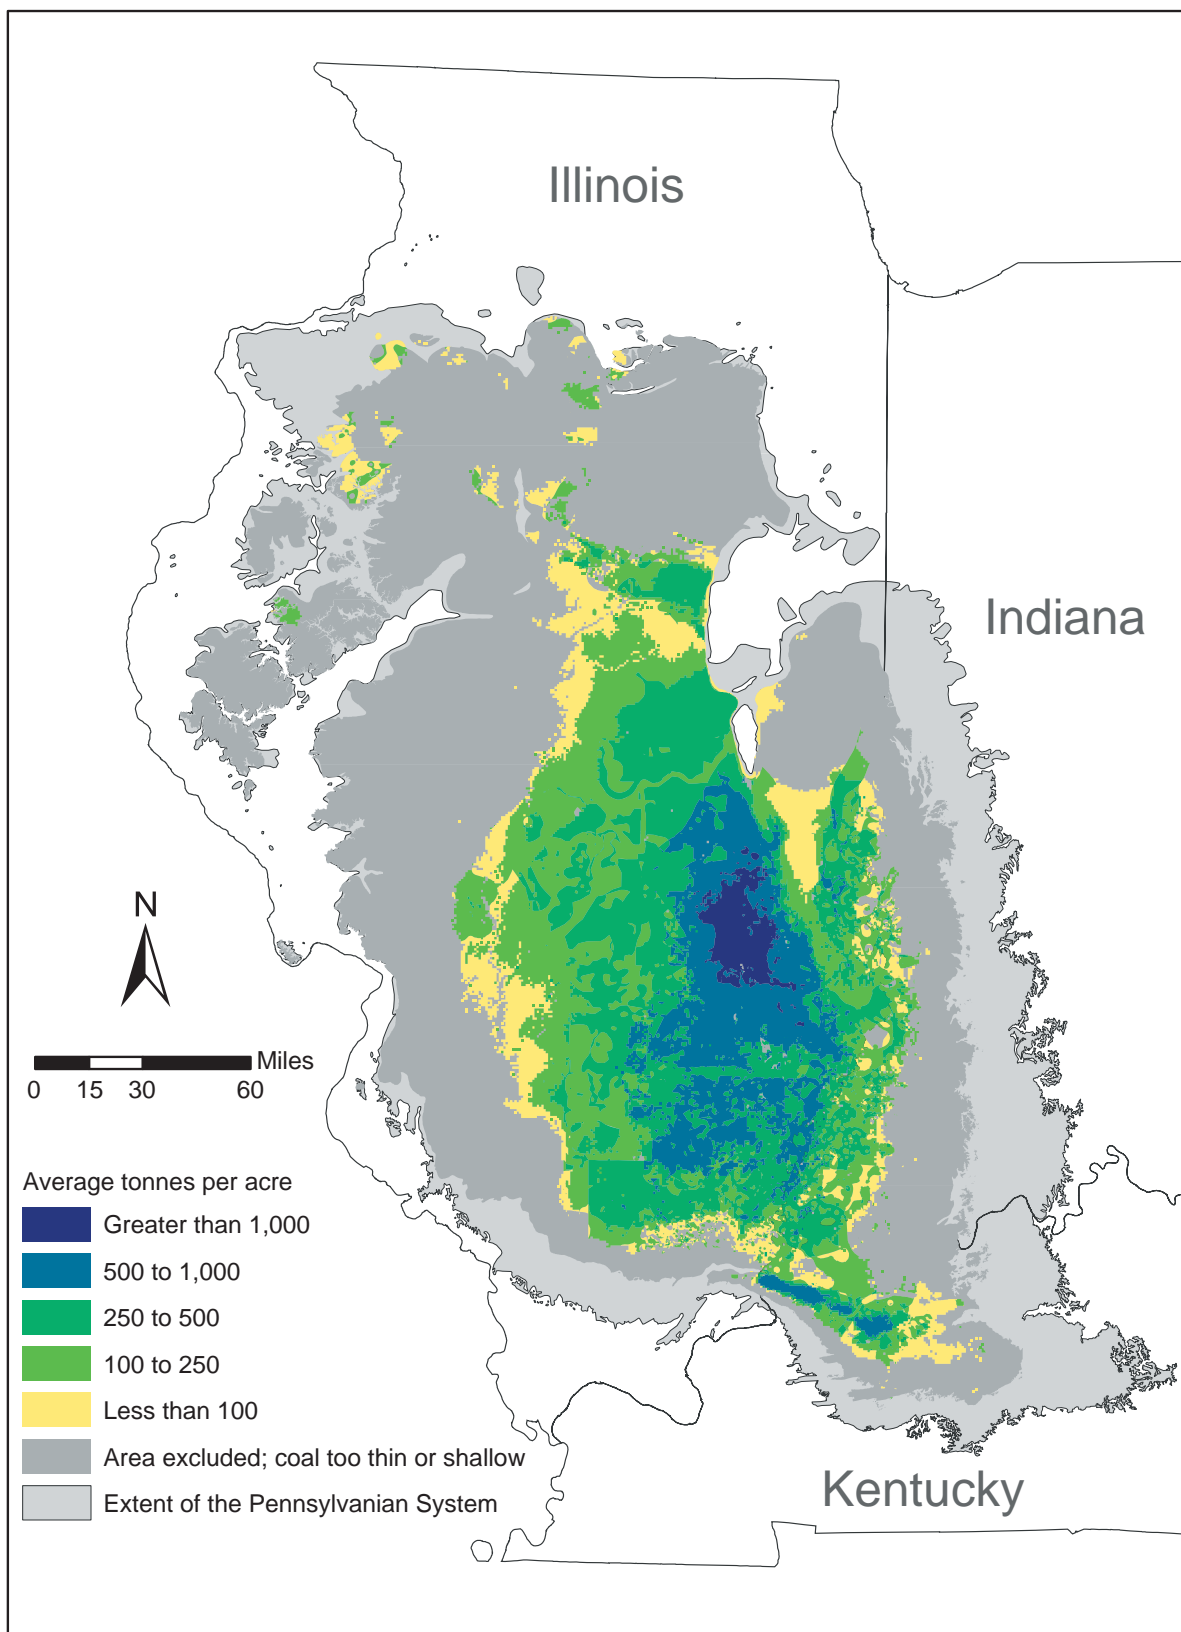 Illinois
Indiana
N
Miles
0 15 30 60
Average tonnes per acre
Greater than 1,000
500 to 1,000
250 to 500
100 to 250
Less than 100
Area excluded; coal too thin or shallow
Extent of the Pennsylvanian System
Kentucky